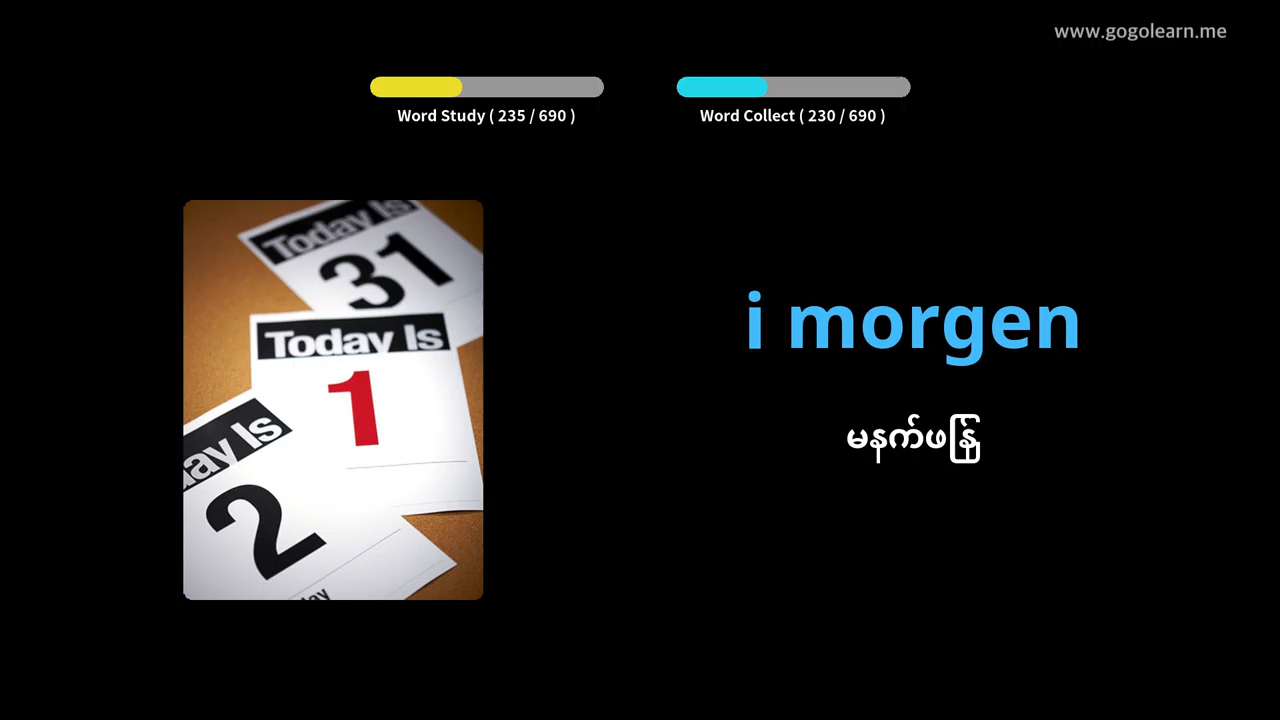 www.gogolearn.me
Word Study ( 235 / 690 )
Word Collect ( 230 / 690 )
Today Is
31
Today Is
1
ay Is
2
day
i morgen
မနက်ဖြန်